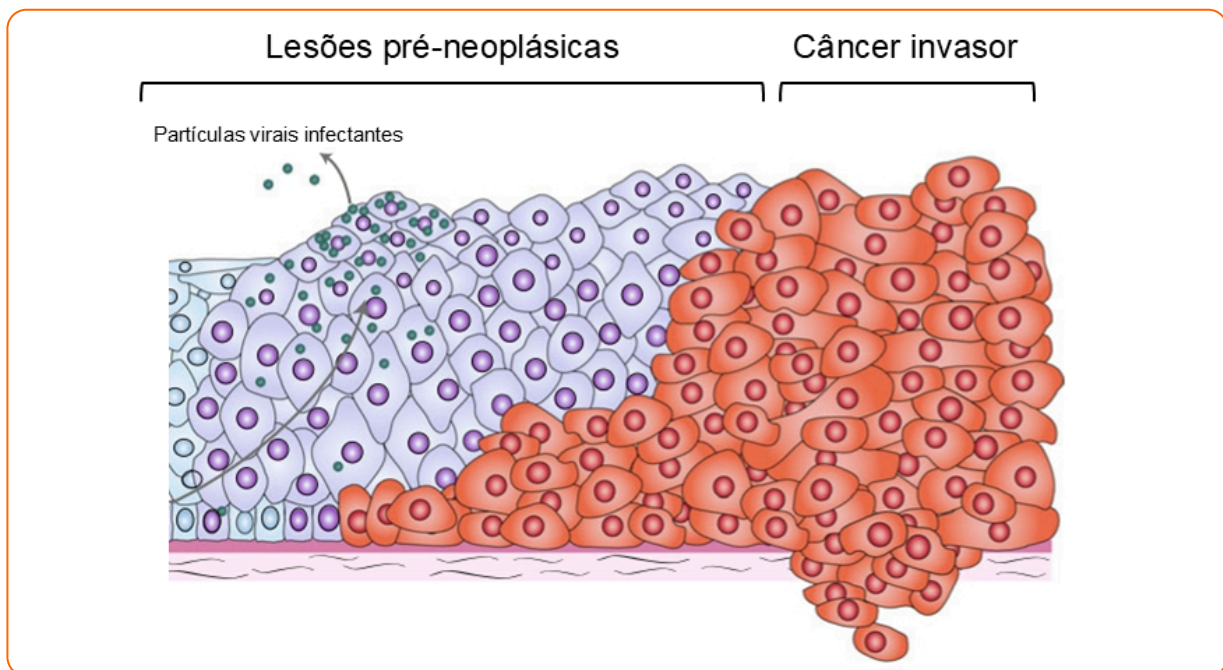 Lesões pré-neoplásicas
Câncer invasor
Partículas virais infectantes